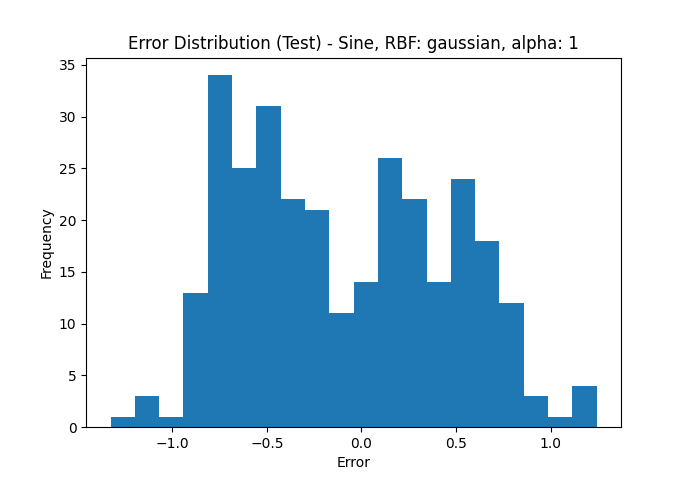 Error Distribution (Test) - Sine, RBF: gaussian, alpha: 1
35
30
25
20
15
10
5
0
Frequency
−1.0 −0.5 0.0 0.5 1.0
Error